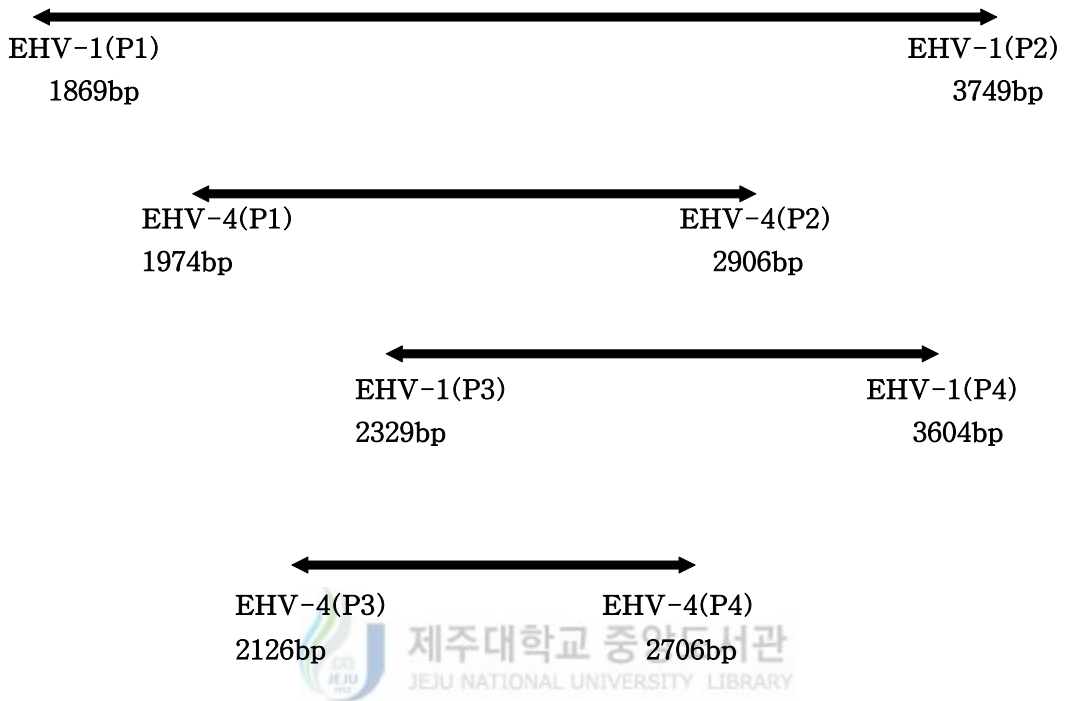 EHV-1(P1) EHV-1(P2)
1869bp 3749bp
EHV-4(P1) EHV-4(P2)
1974bp 2906bp
EHV-1(P3) EHV-1(P4)
2329bp 3604bp
EHV-4(P3) EHV-4(P4)
2126bp 2706bp
제주대학교 중앙도서관
JEJU NATIONAL UNIVERSITY LIBRARY
JEJU
1952